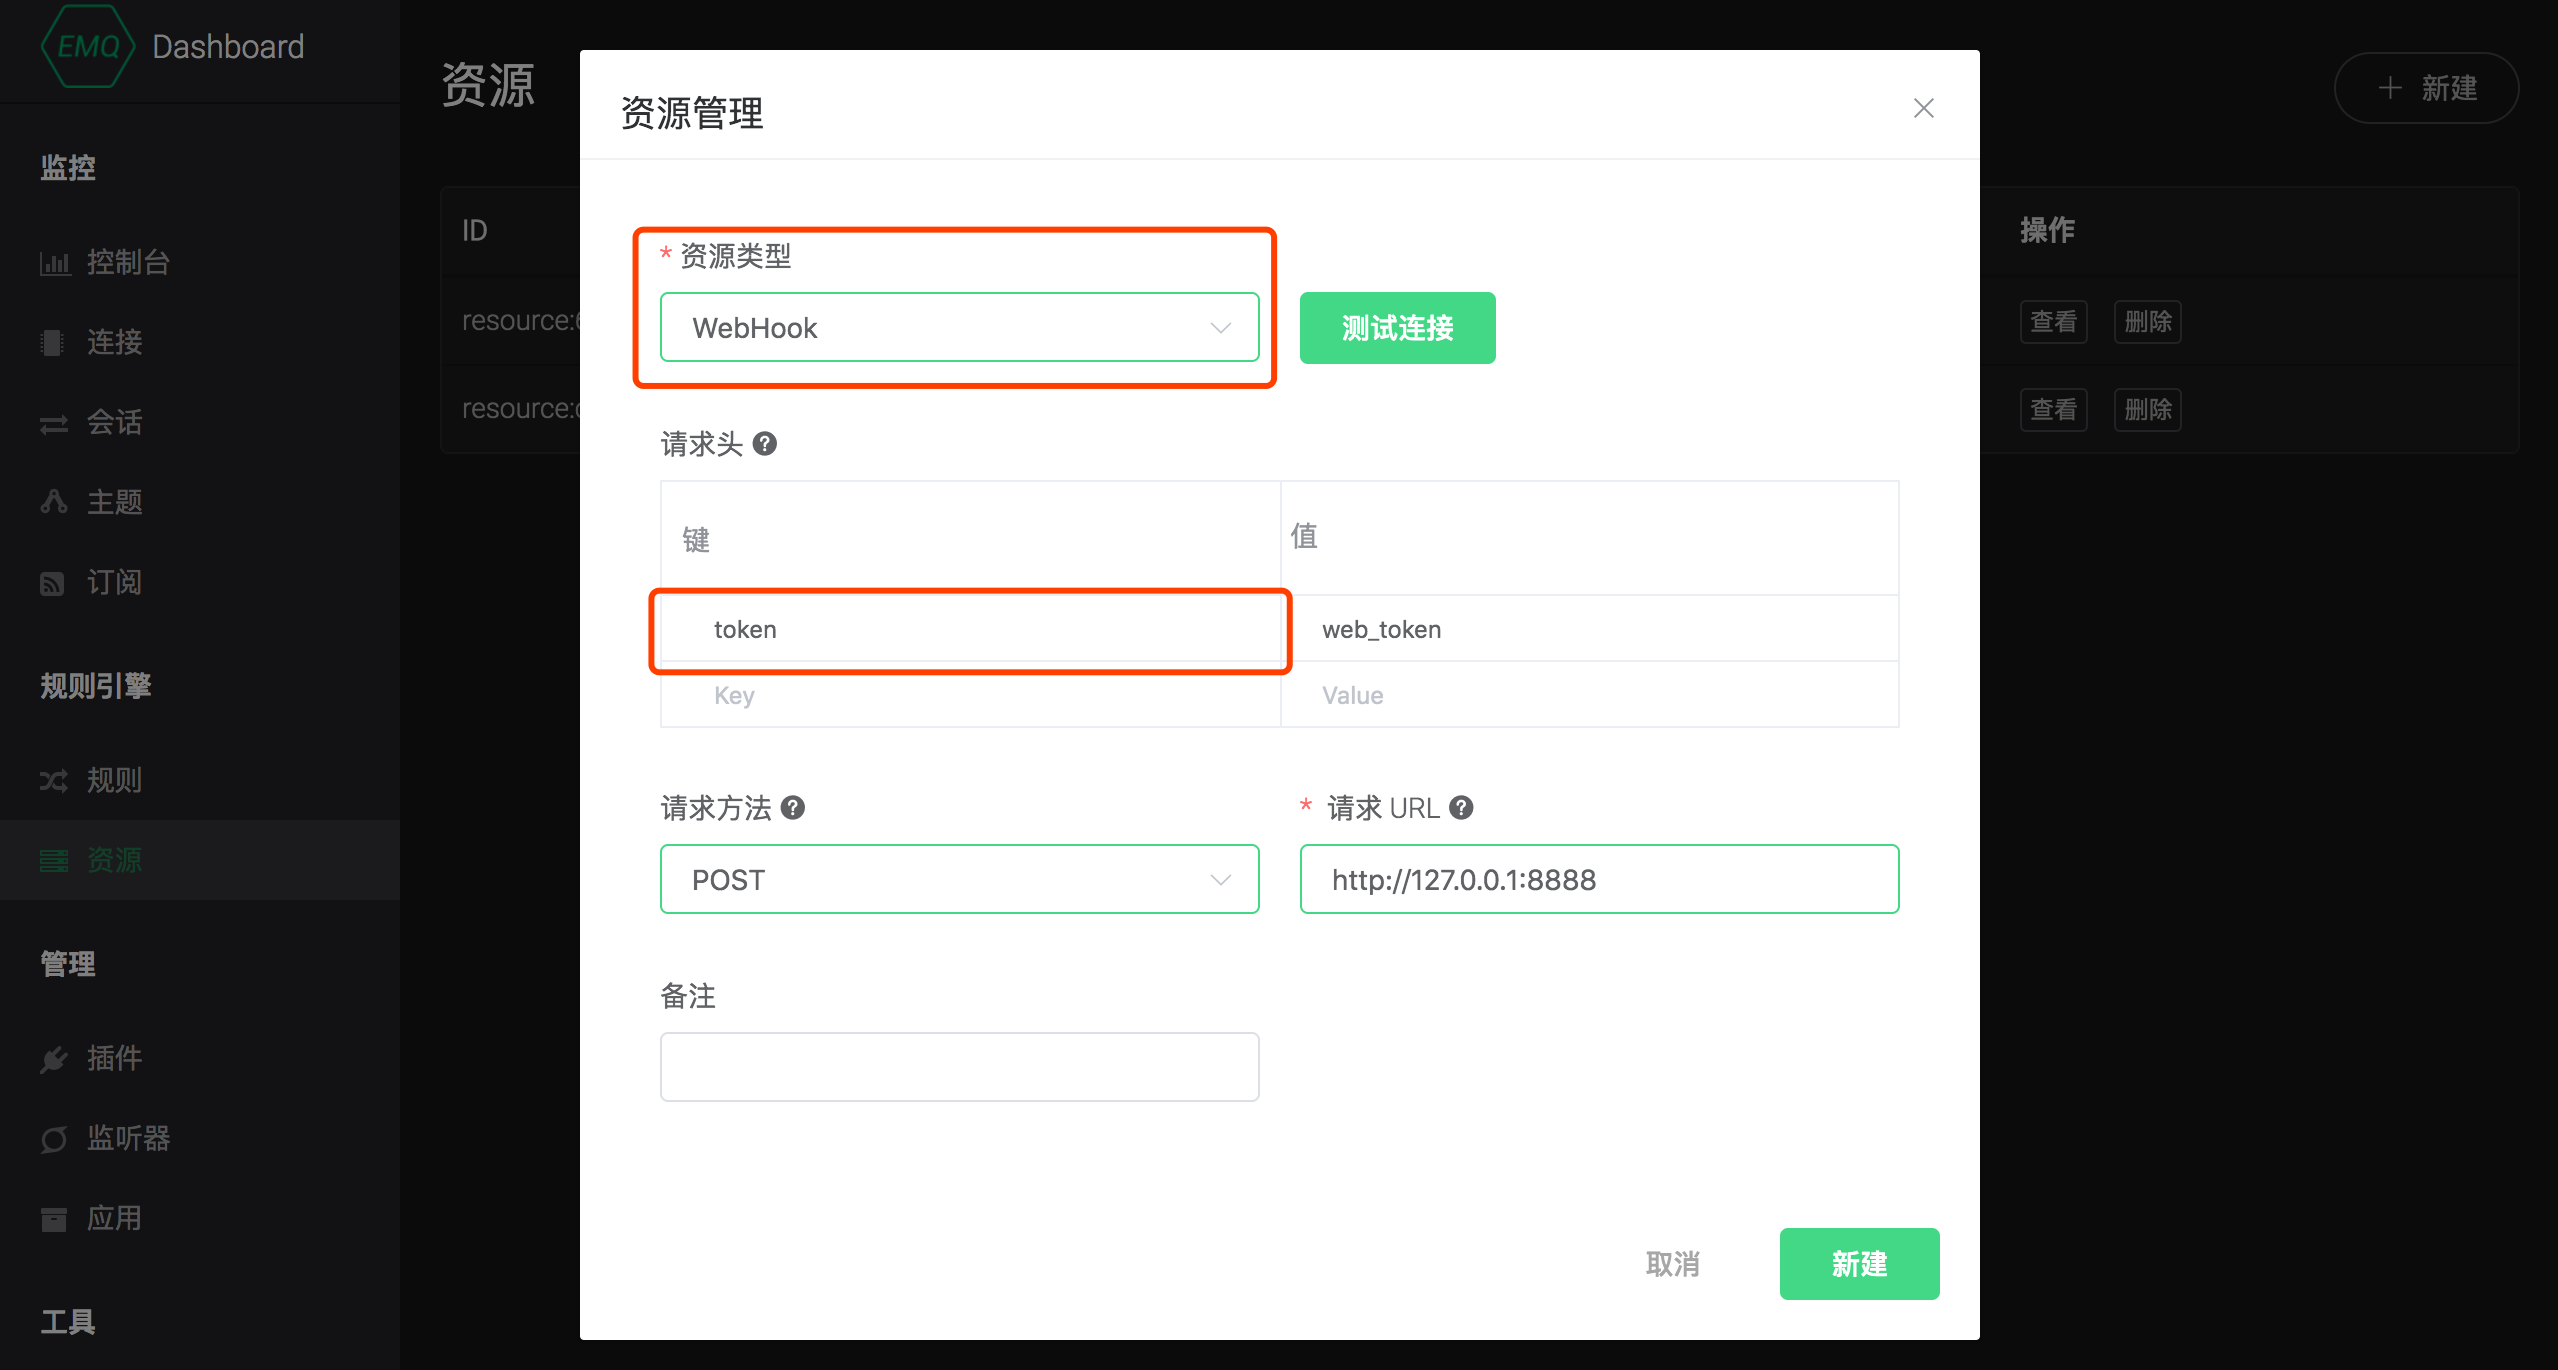 EMQ Dashboard
监控
控制台
连接
会话
主题
订阅
规则引擎
规则
资源
管理
插件
监听器
应用
工具
资源
新建
ID
操作
resource:
查看 删除
resource:
查看 删除
资源管理
* 资源类型
WebHook
测试连接
请求头
键 值
token web_token
Key Value
请求方法
* 请求 URL
POST
http://127.0.0.1:8888
备注
取消
新建